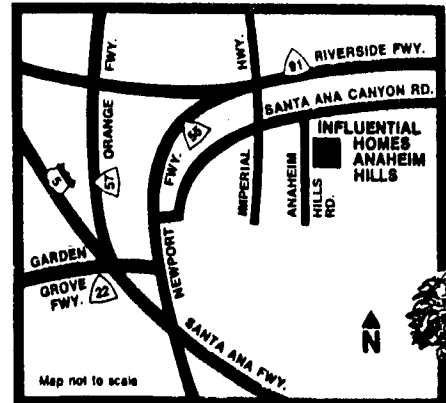 FWY.
HWY.
91
RIVERSIDE FWY.
SANTA ANA CANYON RD.
ORANGE
FWY. 55
INFLUENTIAL
HOMES
ANAHEIM
HILLS
5
57
IMPERIAL
ANAHEIM
HILLS RD.
GARDEN
GROVE
FWY.
22
NEWPORT
SANTA ANA FWY.
N
Map not to scale